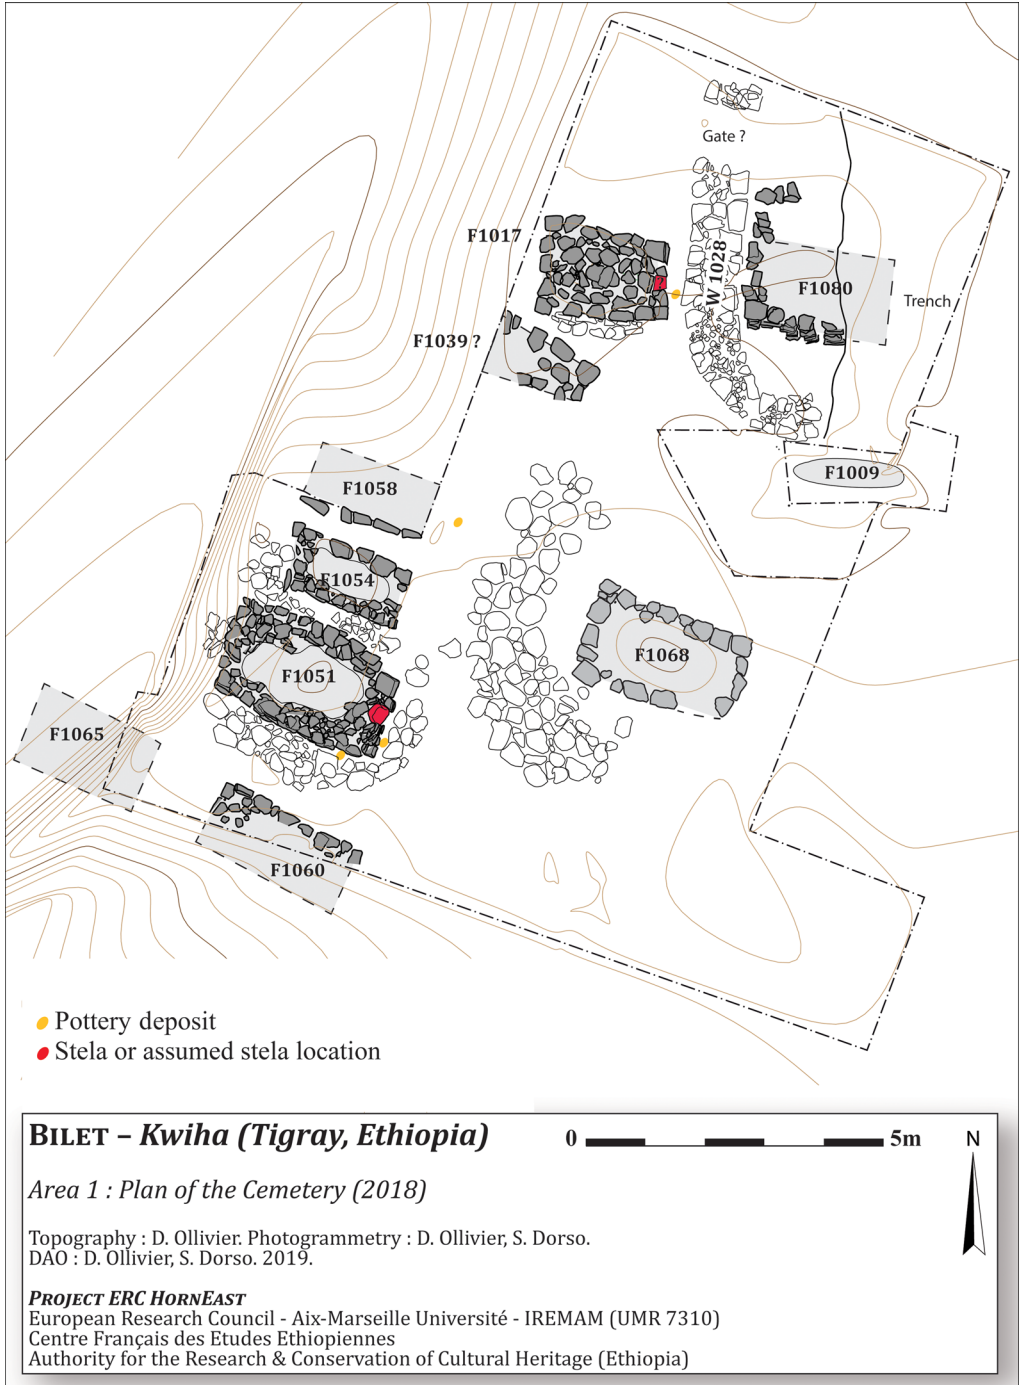 Gate ?
F1017
W 1028
F1080
Trench
F1039 ?
F1058
F1009
F1054
F1068
F1051
F1065
F1060
Pottery deposit
Stela or assumed stela location
BILET – Kwiha (Tigray, Ethiopia)
0 5m
N
Area 1 : Plan of the Cemetery (2018)
Topography : D. Ollivier. Photogrammetry : D. Ollivier, S. Dorso.
DAO : D. Ollivier, S. Dorso. 2019.
PROJECT ERC HORNEAST
European Research Council - Aix-Marseille Université - IREMAM (UMR 7310)
Centre Français des Etudes Ethiopiennes
Authority for the Research & Conservation of Cultural Heritage (Ethiopia)